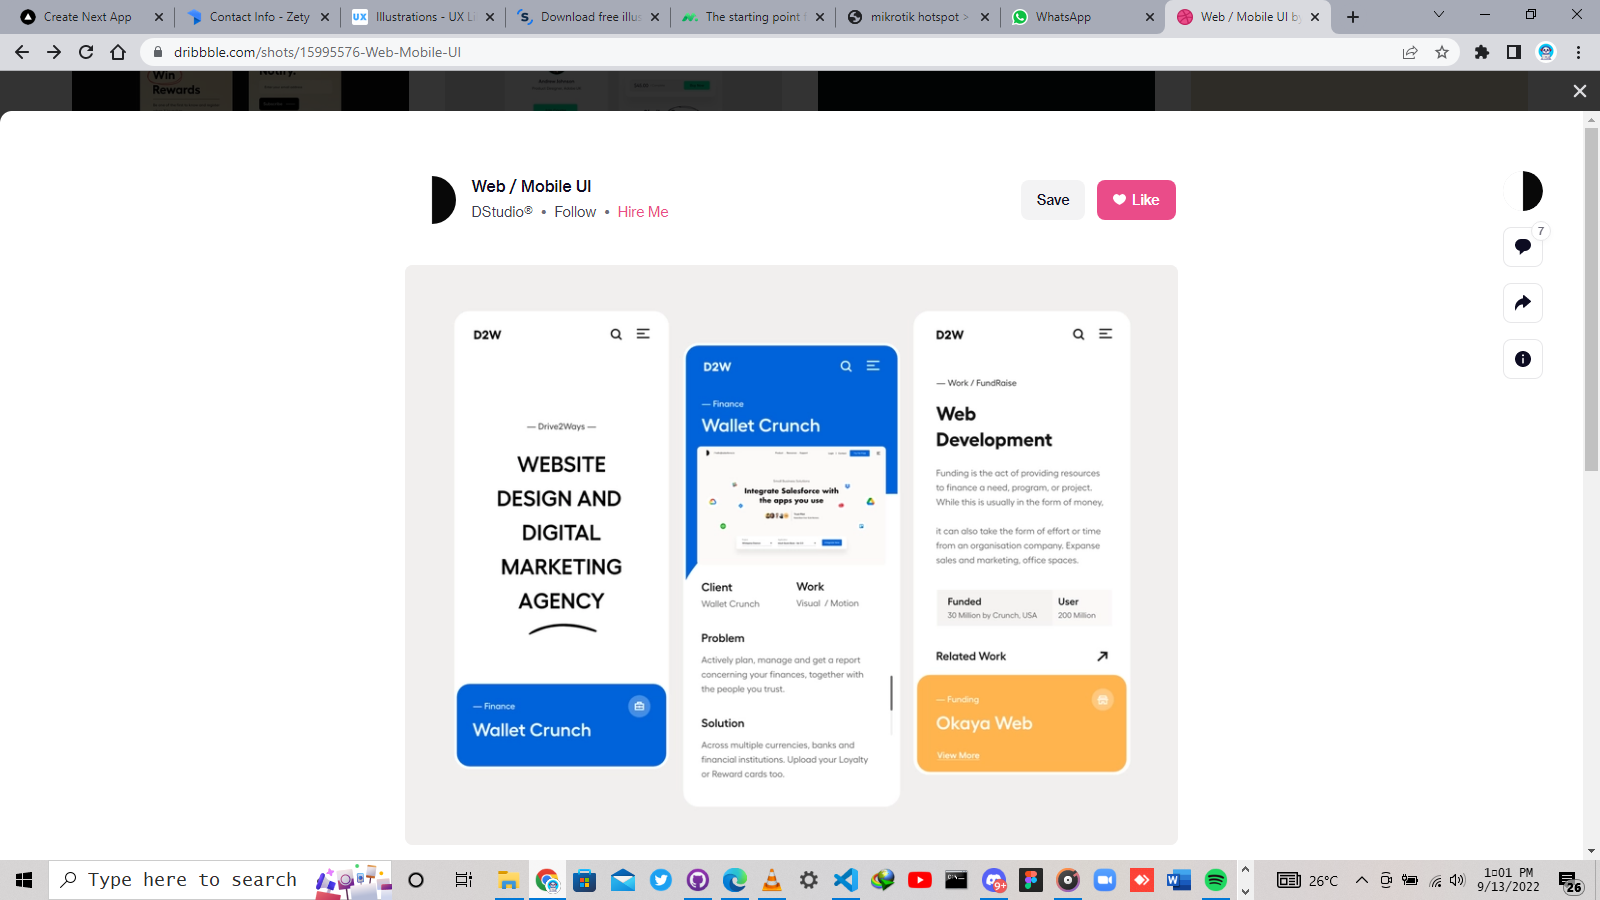 Create Next App
Contact Info - Zety
UX
Illustrations - UX Li
Download free illus
The starting point f
mikrotik hotspot >
WhatsApp
Web / Mobile UI by
dribbble.com/shots/15995576-Web-Mobile-UI
Win
Rewards
Notify.
Web / Mobile UI
DStudio® • Follow • Hire Me
Save
Like
7
D2W
— Drive2Ways —
WEBSITE
DESIGN AND
DIGITAL
MARKETING
AGENCY
— Finance
Wallet Crunch
D2W
— Finance
Wallet Crunch
Integrate Salesforce with
the apps you use
Client
Wallet Crunch
Work
Visual / Motion
Problem
Actively plan, manage and get a report
concerning your finances, together with
the people you trust.
Solution
Across multiple currencies, banks and
financial institutions. Upload your Loyalty
or Reward cards too.
D2W
— Work / FundRaise
Web
Development
Funding is the act of providing resources
to finance a need, program, or project.
While this is usually in the form of money,
it can also take the form of effort or time
from an organisation company. Expanse
sales and marketing, office spaces.
Funded
30 Million by Crunch, USA
User
200 Million
Related Work
— Funding
Okaya Web
View More
Type here to search
9+
26°C
1:01 PM
9/13/2022
26